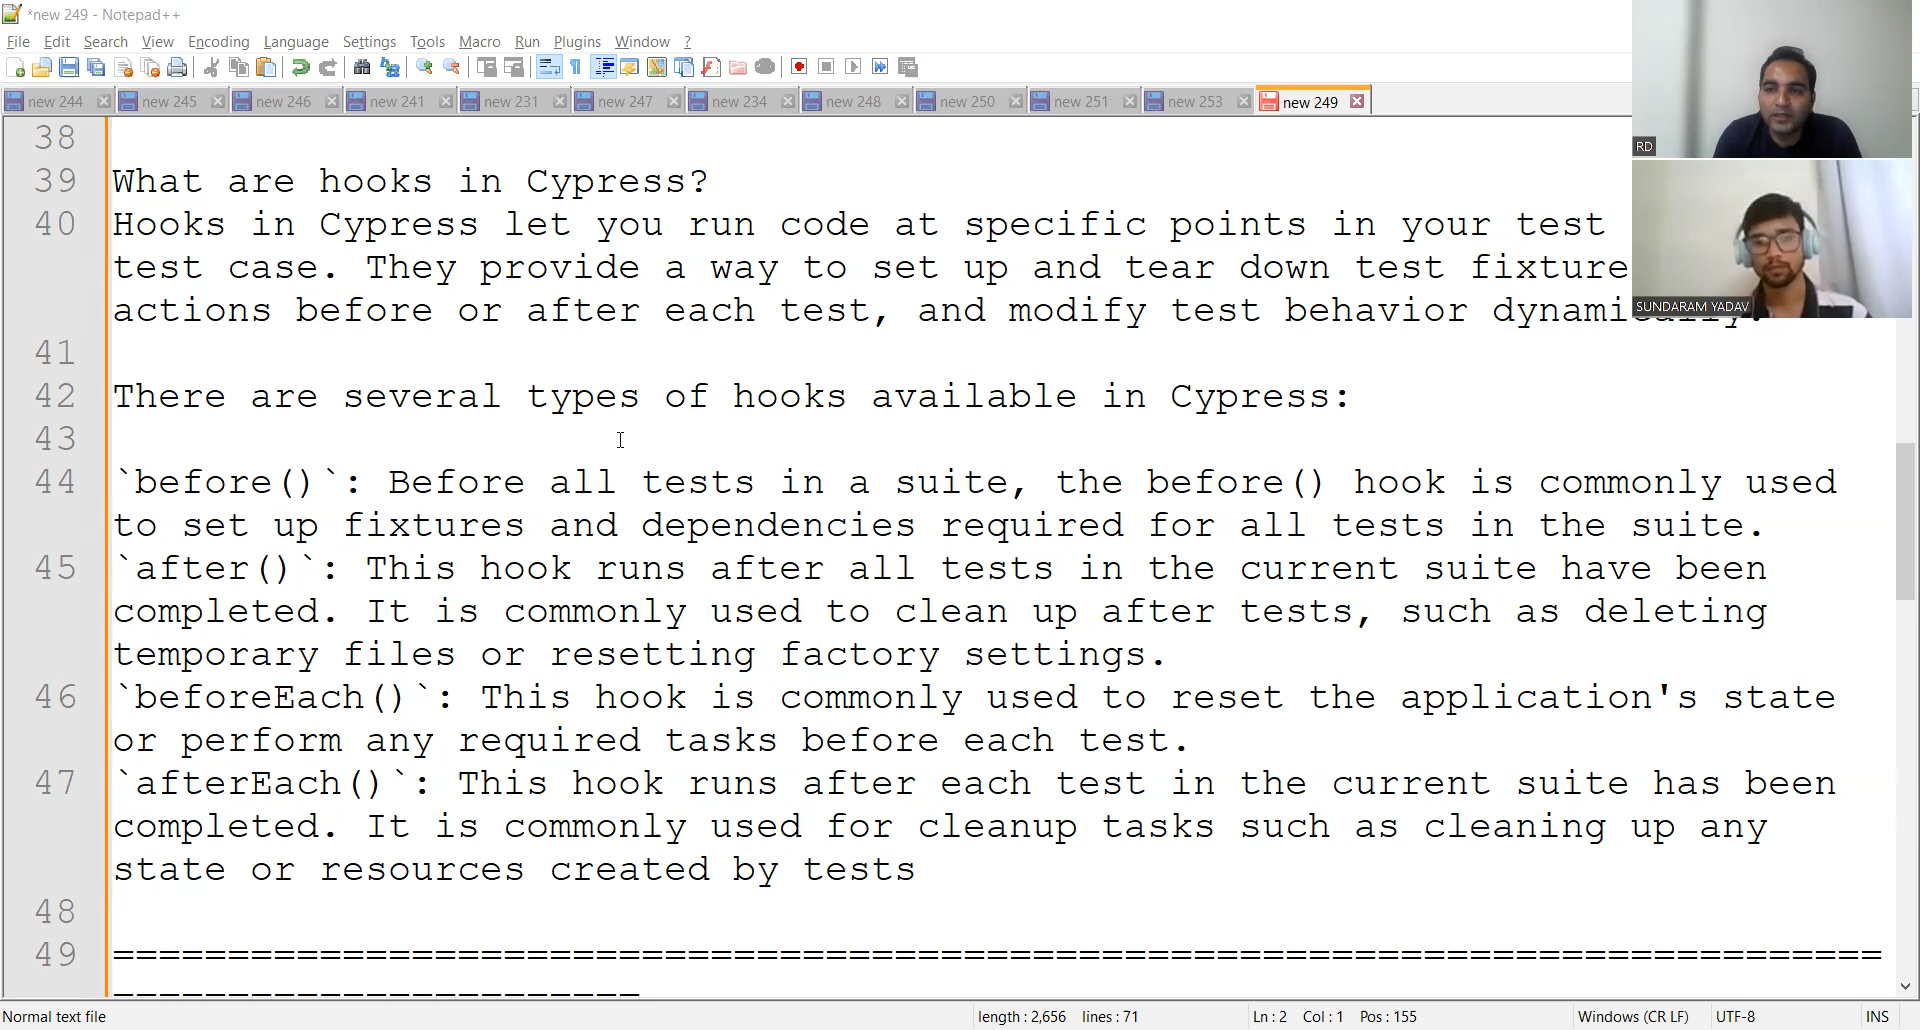 *new 249 - Notepad++
File Edit Search View Encoding Language Settings Tools Macro Run Plugins Window ?
new 244 new 245 new 246 new 241 new 231 new 247 new 234 new 248 new 250 new 251 new 253 new 249
RD
38
39 What are hooks in Cypress?
40 Hooks in Cypress let you run code at specific points in your test
test case. They provide a way to set up and tear down test fixture
SUNDARAM YADAV
actions before or after each test, and modify test behavior dynamically.
41
42 There are several types of hooks available in Cypress:
43
44 `before()`: Before all tests in a suite, the before() hook is commonly used
to set up fixtures and dependencies required for all tests in the suite.
45 `after()`: This hook runs after all tests in the current suite have been
completed. It is commonly used to clean up after tests, such as deleting
temporary files or resetting factory settings.
46 `beforeEach()`: This hook is commonly used to reset the application's state
or perform any required tasks before each test.
47 `afterEach()`: This hook runs after each test in the current suite has been
completed. It is commonly used for cleanup tasks such as cleaning up any
state or resources created by tests
48
49 =============================================================================
=======================
Normal text file length : 2,656 lines : 71 Ln : 2 Col : 1 Pos : 155 Windows (CR LF) UTF-8 INS